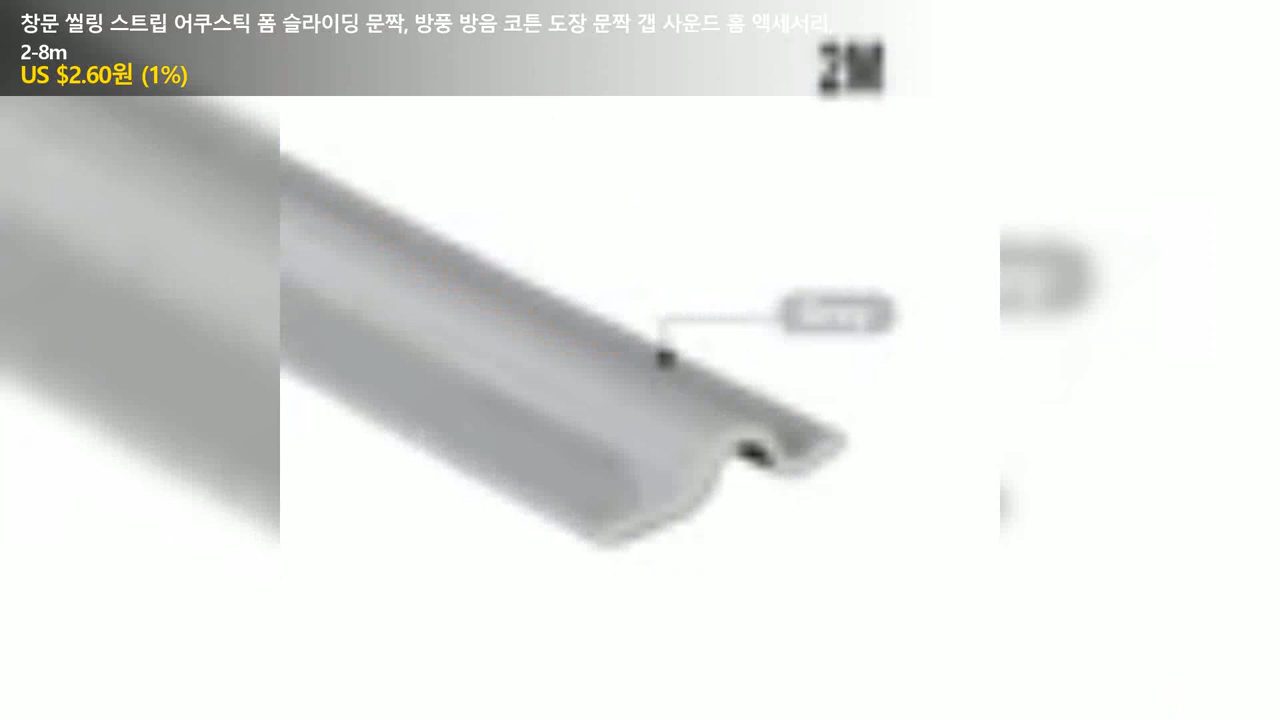 창문 씰링 스트립 어쿠스틱 폼 슬라이딩 문짝, 방풍 방음 코튼 도장 문짝 갭 사운드 홈 액세서리,
2-8m
US $2.60원 (1%)
2M